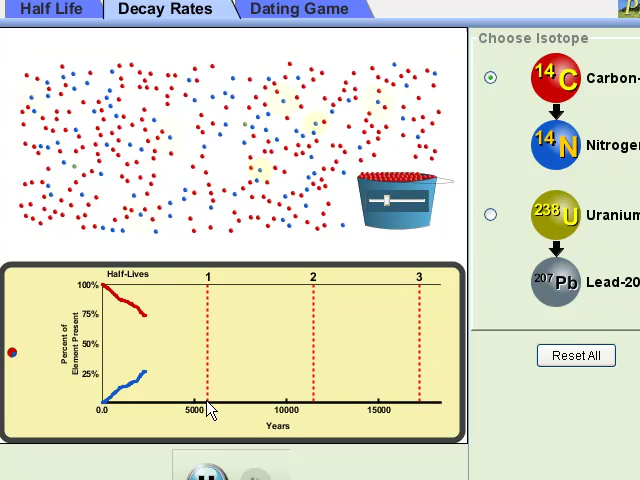 Half Life
Decay Rates
Dating Game
Choose Isotope
14C
Carbon-
14N
Nitroge
238U
Uranium
207Pb
Lead-20
Reset All
Half-Lives
1
2
3
100%
75%
50%
25%
Percent of
Element Present
0.0
5000
10000
15000
Years